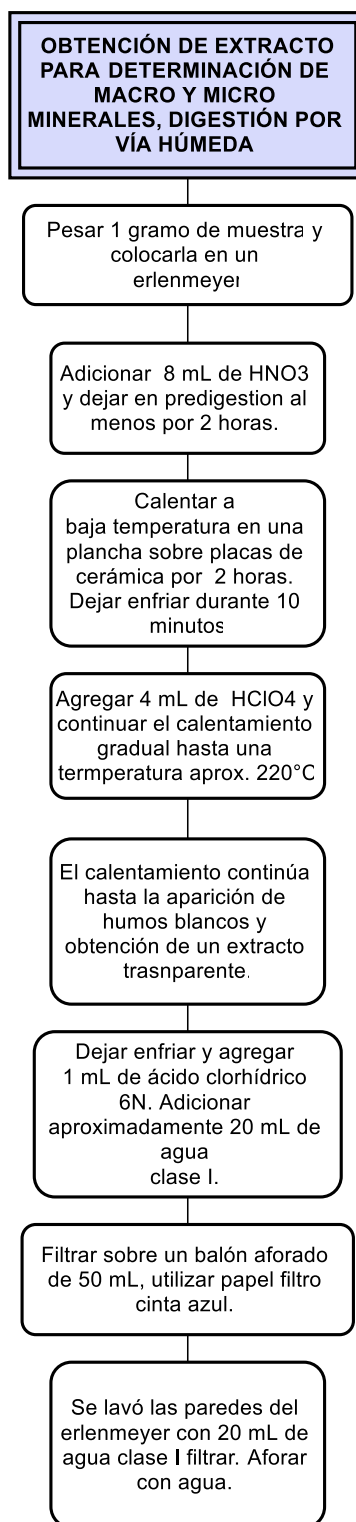 OBTENCIÓN DE EXTRACTO
PARA DETERMINACIÓN DE
MACRO Y MICRO
MINERALES, DIGESTIÓN POR
VÍA HÚMEDA
Pesar 1 gramo de muestra y
colocarla en un
erlenmeyer
Adicionar 8 mL de HNO3
y dejar en predigestion al
menos por 2 horas.
Calentar a
baja temperatura en una
plancha sobre placas de
cerámica por 2 horas.
Dejar enfriar durante 10
minutos
Agregar 4 mL de HClO4 y
continuar el calentamiento
gradual hasta una
termperatura aprox. 220°C
El calentamiento continúa
hasta la aparición de
humos blancos y
obtención de un extracto
trasnparente.
Dejar enfriar y agregar
1 mL de ácido clorhídrico
6N. Adicionar
aproximadamente 20 mL de
agua
clase I.
Filtrar sobre un balón aforado
de 50 mL, utilizar papel filtro
cinta azul.
Se lavó las paredes del
erlenmeyer con 20 mL de
agua clase I filtrar. Aforar
con agua.